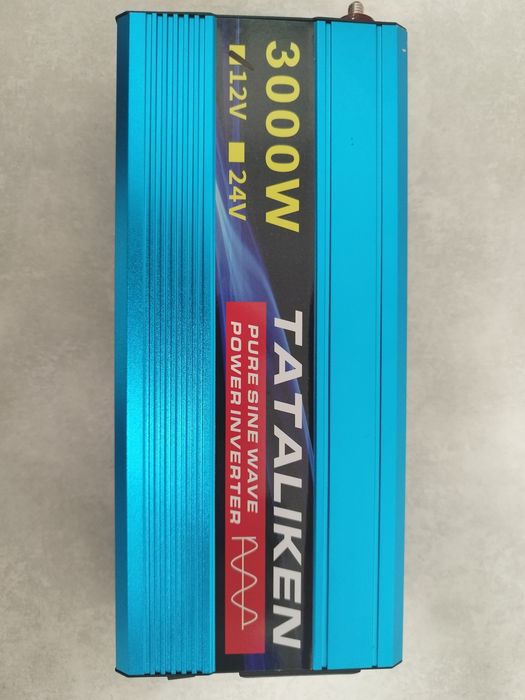 3000W
12V 24V
TATALIKEN
PURE SINE WAVE
POWER INVERTER